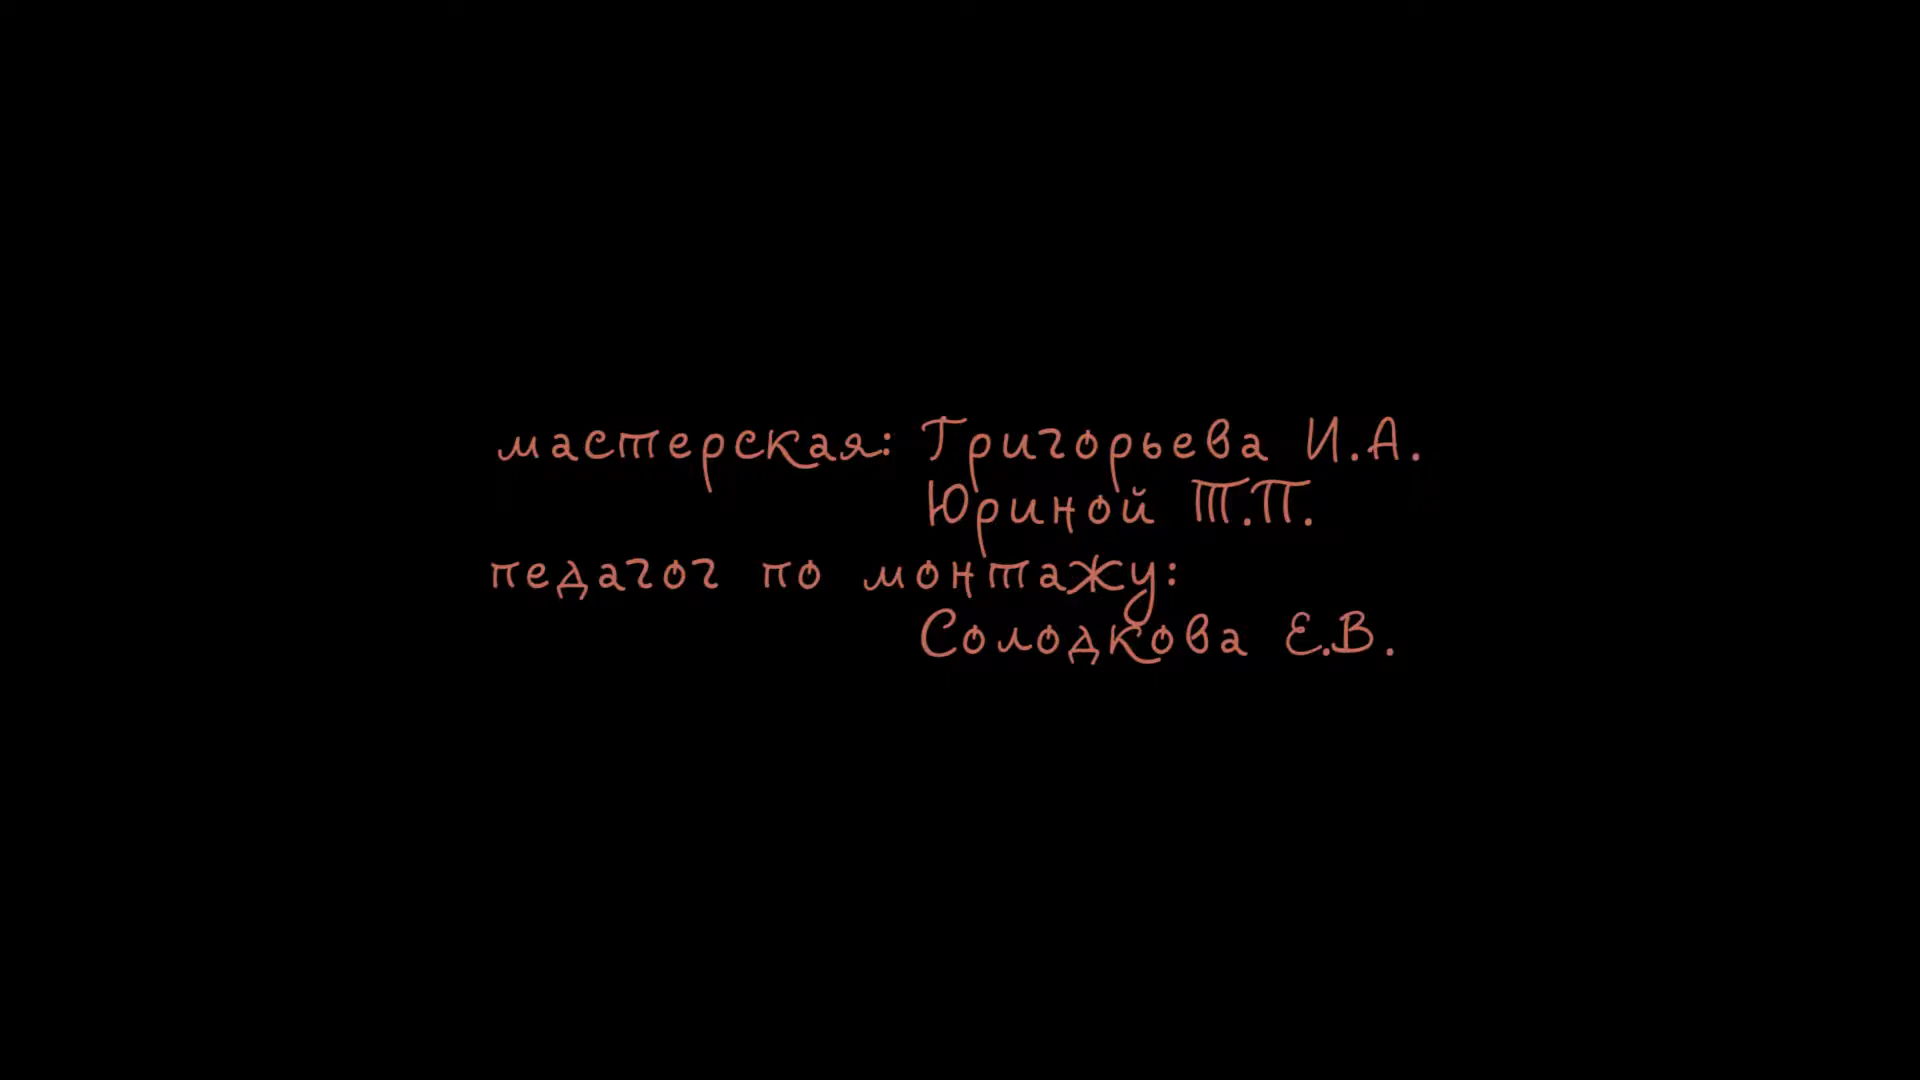 мастерская: Григорьева И.А.
Юриной Т.П.
педагог по монтажу:
Солодкова Е.В.